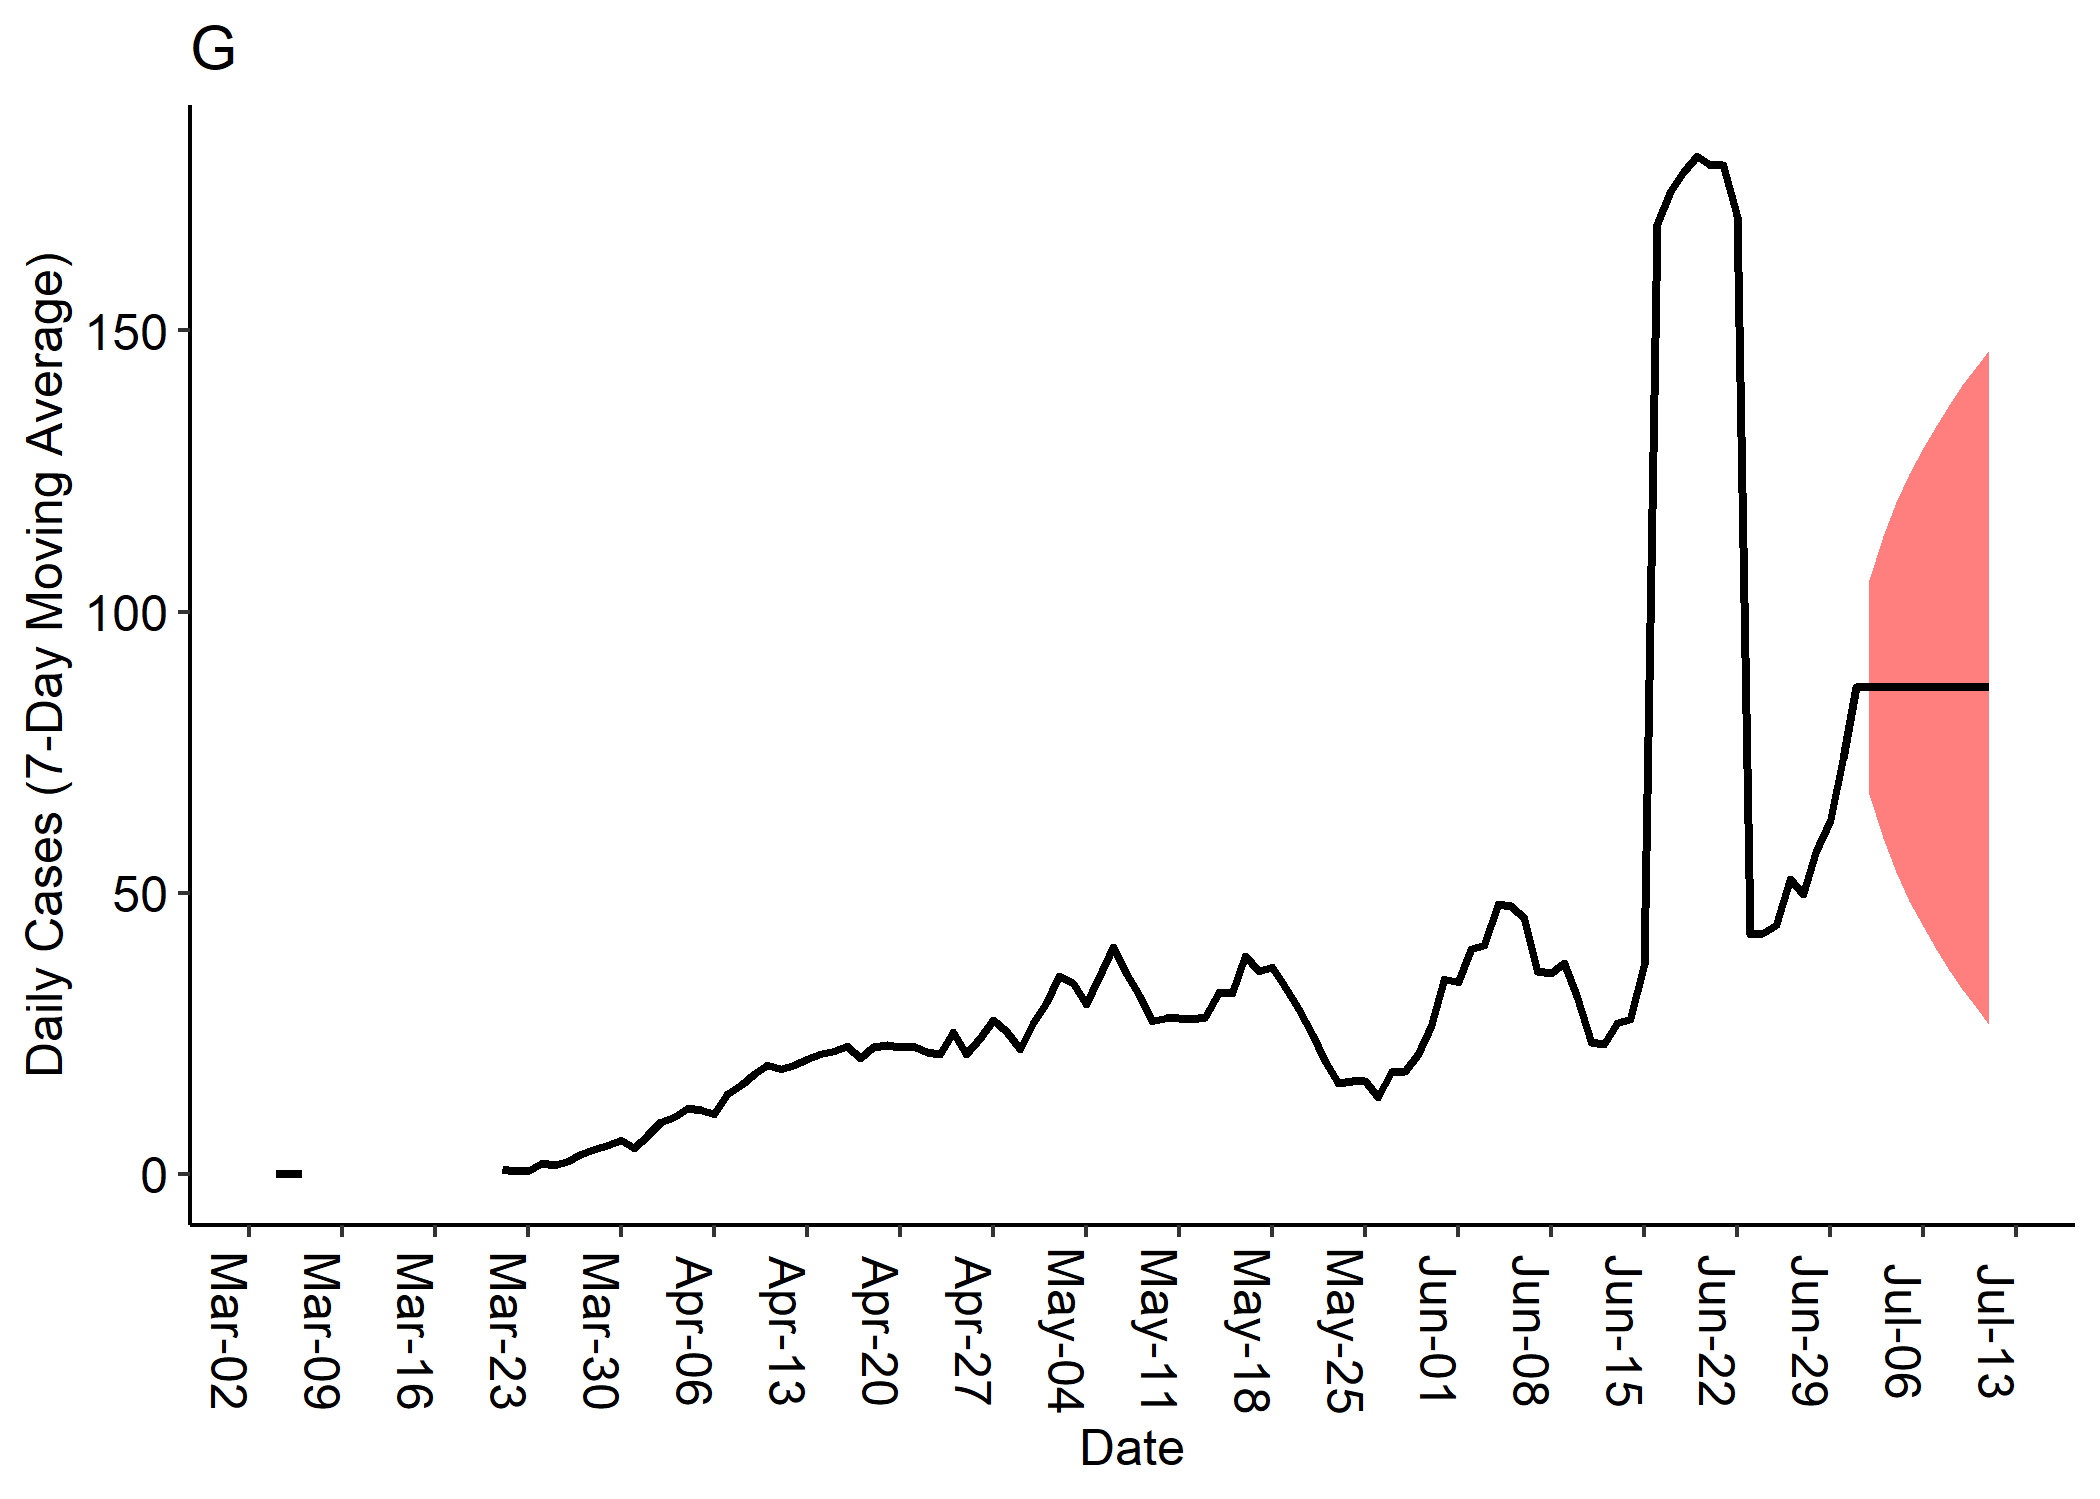 G
Daily Cases (7-Day Moving Average)
150
100
50
0
Mar-02
Mar-09
Mar-16
Mar-23
Mar-30
Apr-06
Apr-13
Apr-20
Apr-27
May-04
May-11
May-18
May-25
Jun-01
Jun-08
Jun-15
Jun-22
Jun-29
Jul-06
Jul-13
Date